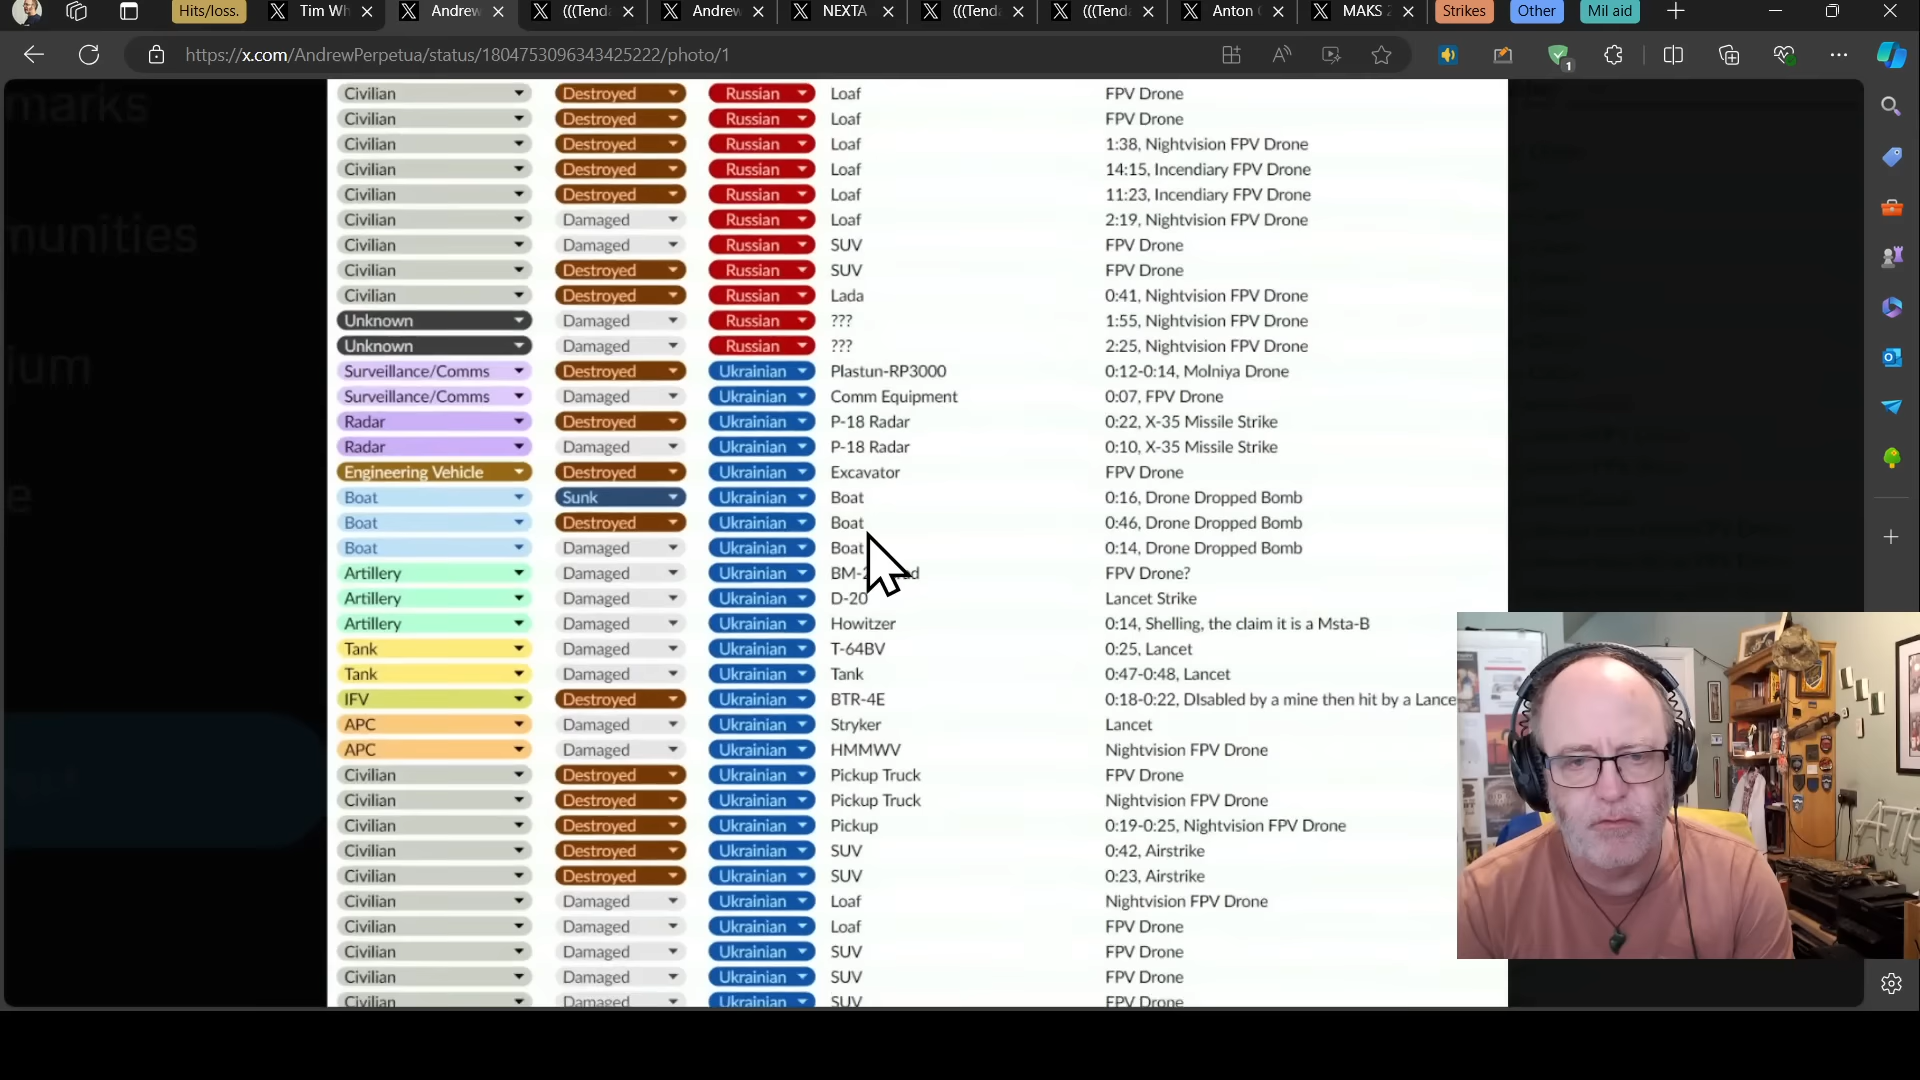 Hits/loss. Tim Wh Andrew (((Tend Andrew NEXTA (((Tend (((Tend Anton MAKS Strikes Other Mil aid
https://x.com/AndrewPerpetua/status/1804753096343425222/photo/1 1
marks
munities
ium
e
Civilian Destroyed Russian Loaf FPV Drone
Civilian Destroyed Russian Loaf FPV Drone
Civilian Destroyed Russian Loaf 1:38, Nightvision FPV Drone
Civilian Destroyed Russian Loaf 14:15, Incendiary FPV Drone
Civilian Destroyed Russian Loaf 11:23, Incendiary FPV Drone
Civilian Damaged Russian Loaf 2:19, Nightvision FPV Drone
Civilian Damaged Russian SUV FPV Drone
Civilian Destroyed Russian SUV FPV Drone
Civilian Destroyed Russian Lada 0:41, Nightvision FPV Drone
Unknown Damaged Russian ??? 1:55, Nightvision FPV Drone
Unknown Damaged Russian ??? 2:25, Nightvision FPV Drone
Surveillance/Comms Destroyed Ukrainian Plastun-RP3000 0:12-0:14, Molniya Drone
Surveillance/Comms Damaged Ukrainian Comm Equipment 0:07, FPV Drone
Radar Destroyed Ukrainian P-18 Radar 0:22, X-35 Missile Strike
Radar Damaged Ukrainian P-18 Radar 0:10, X-35 Missile Strike
Engineering Vehicle Destroyed Ukrainian Excavator FPV Drone
Boat Sunk Ukrainian Boat 0:16, Drone Dropped Bomb
Boat Destroyed Ukrainian Boat 0:46, Drone Dropped Bomb
Boat Damaged Ukrainian Boat 0:14, Drone Dropped Bomb
Artillery Damaged Ukrainian FPV Drone?
Artillery Damaged Ukrainian D-20 Lancet Strike
Artillery Damaged Ukrainian Howitzer 0:14, Shelling, the claim it is a Msta-B
Tank Damaged Ukrainian T-64BV 0:25, Lancet
Tank Damaged Ukrainian Tank 0:47-0:48, Lancet
IFV Destroyed Ukrainian BTR-4E 0:18-0:22, DIsabled by a mine then hit by a Lance
APC Damaged Ukrainian Stryker Lancet
APC Damaged Ukrainian HMMWV Nightvision FPV Drone
Civilian Destroyed Ukrainian Pickup Truck FPV Drone
Civilian Destroyed Ukrainian Pickup Truck Nightvision FPV Drone
Civilian Destroyed Ukrainian Pickup 0:19-0:25, Nightvision FPV Drone
Civilian Destroyed Ukrainian SUV 0:42, Airstrike
Civilian Destroyed Ukrainian SUV 0:23, Airstrike
Civilian Damaged Ukrainian Loaf Nightvision FPV Drone
Civilian Damaged Ukrainian Loaf FPV Drone
Civilian Damaged Ukrainian SUV FPV Drone
Civilian Damaged Ukrainian SUV FPV Drone
Civilian Damaged Ukrainian SUV FPV Drone